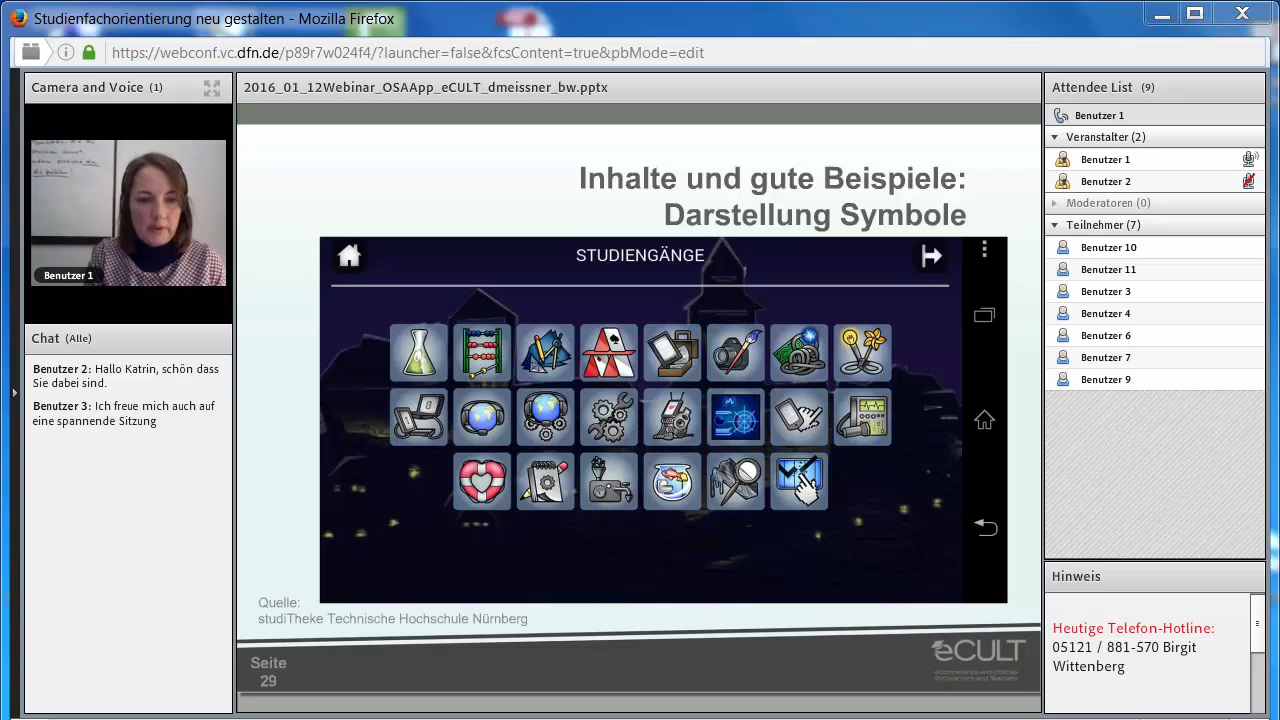 Studienfachorientierung neu gestalten - Mozilla Firefox
https://webconf.vc.dfn.de/p89r7w024f4/?launcher=false&fcsContent=true&pbMode=edit
Camera and Voice (1)
Benutzer 1
Chat (Alle)
Benutzer 2: Hallo Katrin, schön dass
Sie dabei sind.
Benutzer 3: Ich freue mich auch auf
eine spannende Sitzung
2016_01_12Webinar_OSAApp_eCULT_dmeissner_bw.pptx
Inhalte und gute Beispiele:
Darstellung Symbole
STUDIENGÄNGE
Quelle:
studiTheke Technische Hochschule Nürnberg
Seite
29
eCULT
Attendee List (9)
Benutzer 1
Veranstalter (2)
Benutzer 1
Benutzer 2
Moderatoren (0)
Teilnehmer (7)
Benutzer 10
Benutzer 11
Benutzer 3
Benutzer 4
Benutzer 6
Benutzer 7
Benutzer 9
Hinweis
Heutige Telefon-Hotline:
05121 / 881-570 Birgit
Wittenberg